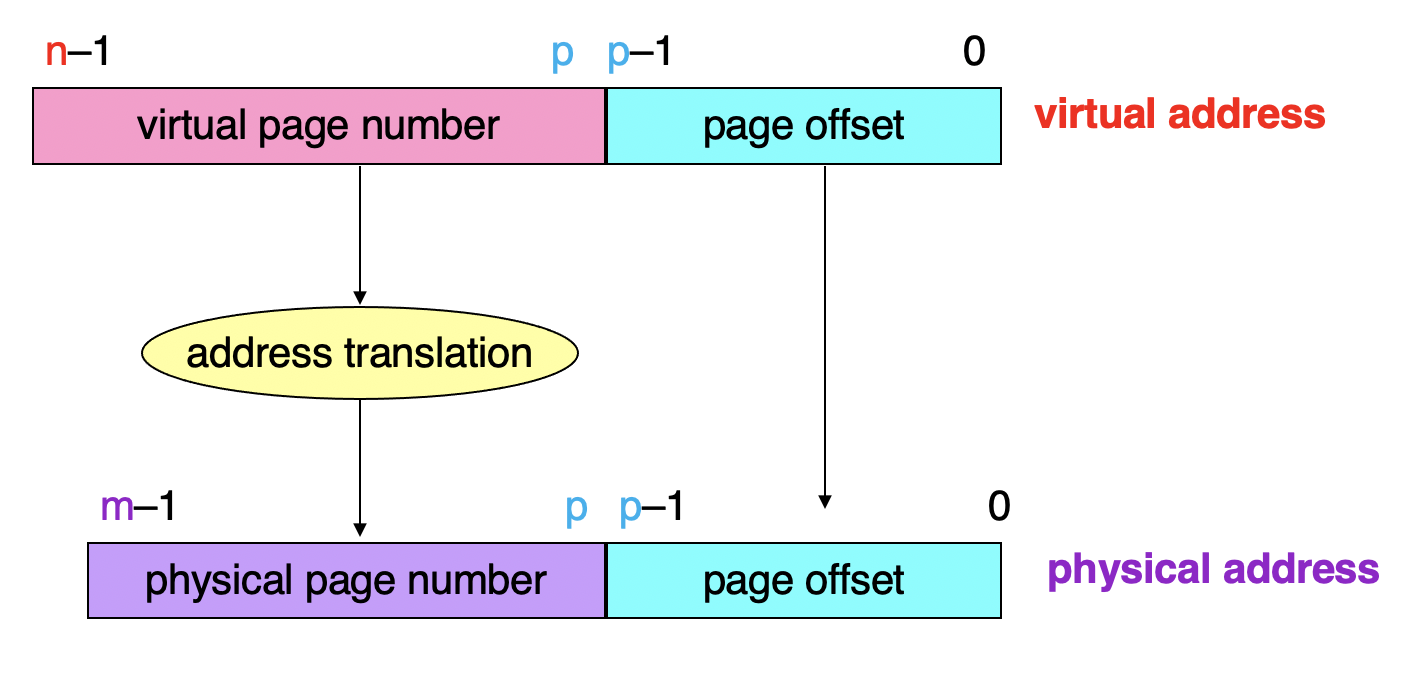 n–1 p p–1 0
virtual page number page offset virtual address
address translation
m–1 p p–1 0
physical page number page offset physical address